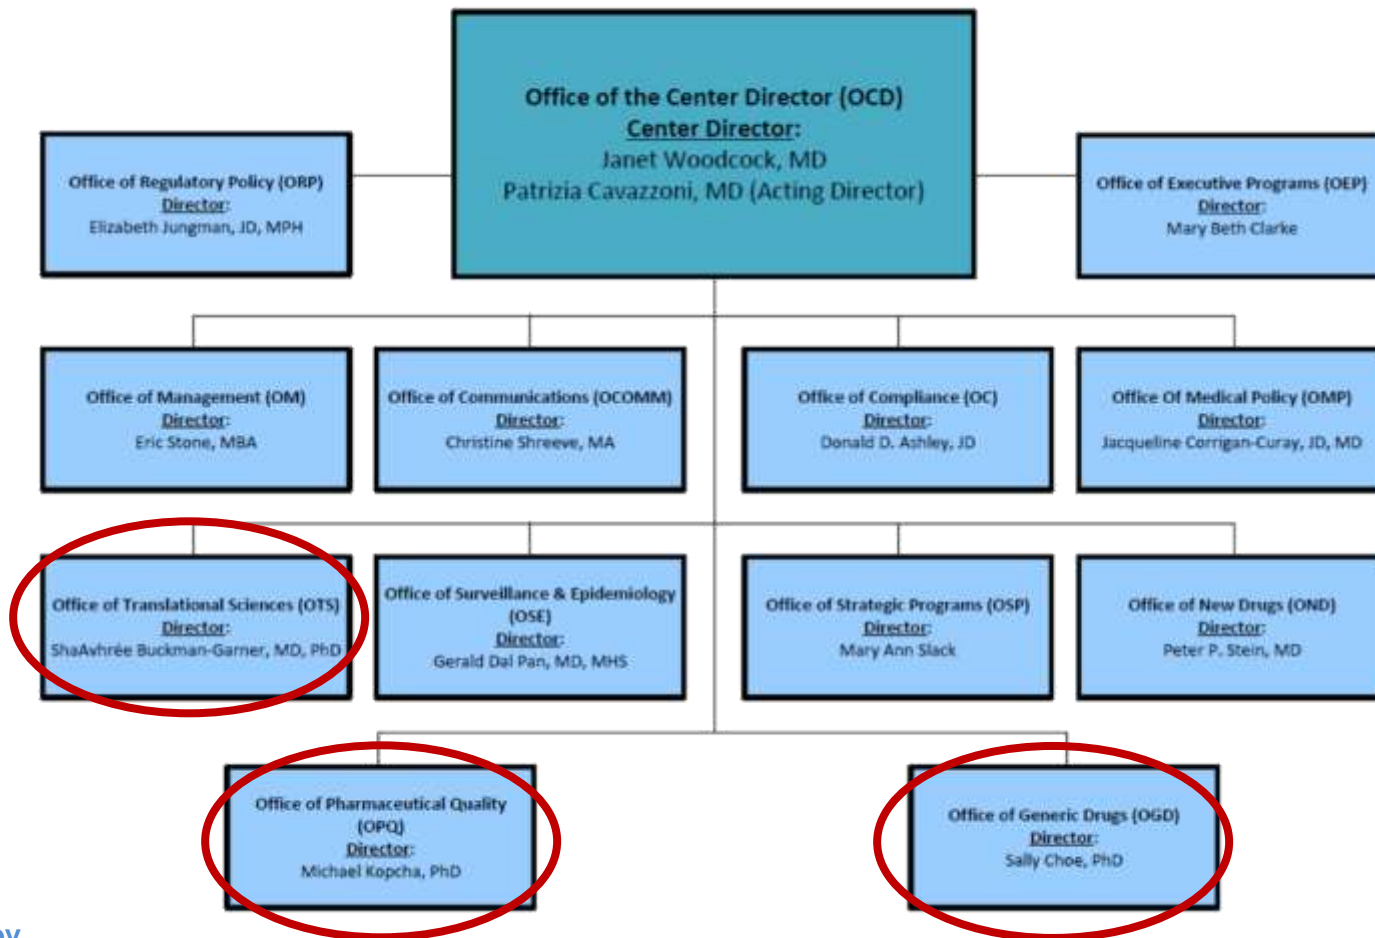 Office of the Center Director (OCD)
Center Director:
Janet Woodcock, MD
Patrizia Cavazzoni, MD (Acting Director)
Office of Regulatory Policy (ORP)
Director:
Elizabeth Jungman, JD, MPH
Office of Executive Programs (OEP)
Director:
Mary Beth Clarke
Office of Management (OM)
Director:
Eric Stone, MBA
Office of Communications (OCOMM)
Director:
Christine Shreeve, MA
Office of Compliance (OC)
Director:
Donald D. Ashley, JD
Office Of Medical Policy (OMP)
Director:
Jacqueline Corrigan-Curay, JD, MD
Office of Translational Sciences (OTS)
Director:
ShaAvhrée Buckman-Garner, MD, PhD
Office of Surveillance & Epidemiology
(OSE)
Director:
Gerald Dal Pan, MD, MHS
Office of Strategic Programs (OSP)
Director:
Mary Ann Slack
Office of New Drugs (OND)
Director:
Peter P. Stein, MD
Office of Pharmaceutical Quality
(OPQ)
Director:
Michael Kopcha, PhD
Office of Generic Drugs (OGD)
Director:
Sally Choe, PhD